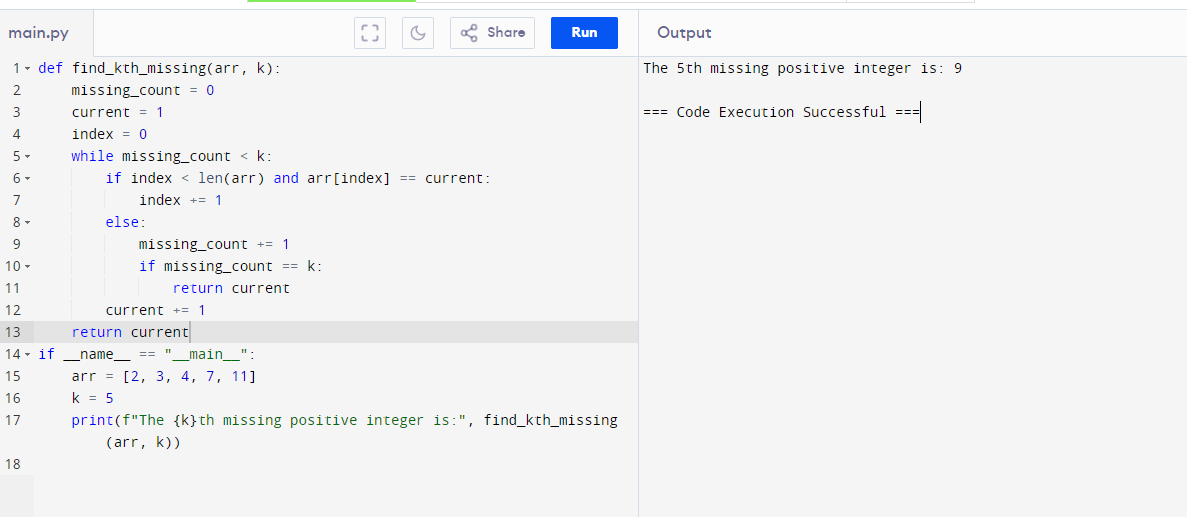 main.py
Share
Run
Output
1 def find_kth_missing(arr, k):
2     missing_count = 0
3     current = 1
4     index = 0
5     while missing_count < k:
6         if index < len(arr) and arr[index] == current:
7             index += 1
8         else:
9             missing_count += 1
10             if missing_count == k:
11                 return current
12         current += 1
13     return current
14 if __name__ == "__main__":
15     arr = [2, 3, 4, 7, 11]
16     k = 5
17     print(f"The {k}th missing positive integer is:", find_kth_missing
        (arr, k))
18
The 5th missing positive integer is: 9
=== Code Execution Successful ===